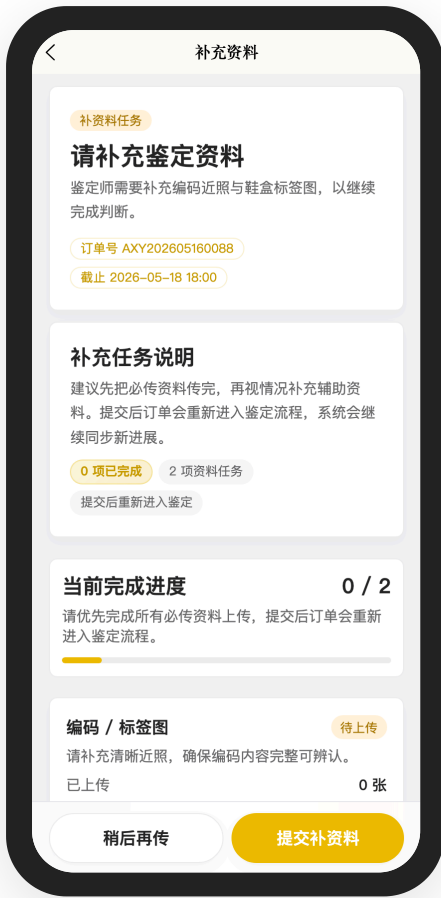 补充资料
补资料任务
请补充鉴定资料
鉴定师需要补充编码近照与鞋盒标签图，以继续
完成判断。
订单号 AXY202605160088
截止 2026-05-18 18:00
补充任务说明
建议先把必传资料传完，再视情况补充辅助资
料。提交后订单会重新进入鉴定流程，系统会继
续同步新进展。
0 项已完成 2 项资料任务
提交后重新进入鉴定
当前完成进度 0 / 2
请优先完成所有必传资料上传，提交后订单会重新
进入鉴定流程。
编码 / 标签图 待上传
请补充清晰近照，确保编码内容完整可辨认。
已上传 0 张
稍后再传 提交补资料